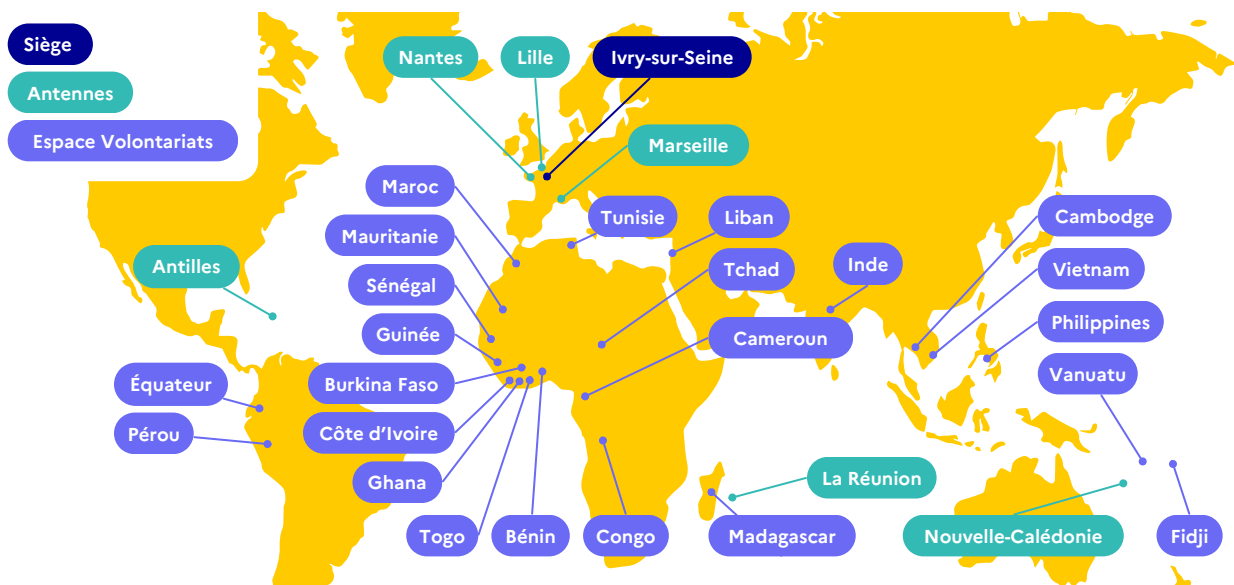 Siège
Antennes
Espace Volontariats
Nantes
Lille
Ivry-sur-Seine
Marseille
Maroc
Tunisie
Liban
Cambodge
Mauritanie
Antilles
Tchad
Inde
Vietnam
Sénégal
Guinée
Cameroun
Philippines
Équateur
Burkina Faso
Vanuatu
Pérou
Côte d'Ivoire
Ghana
La Réunion
Togo
Bénin
Congo
Madagascar
Nouvelle-Calédonie
Fidji